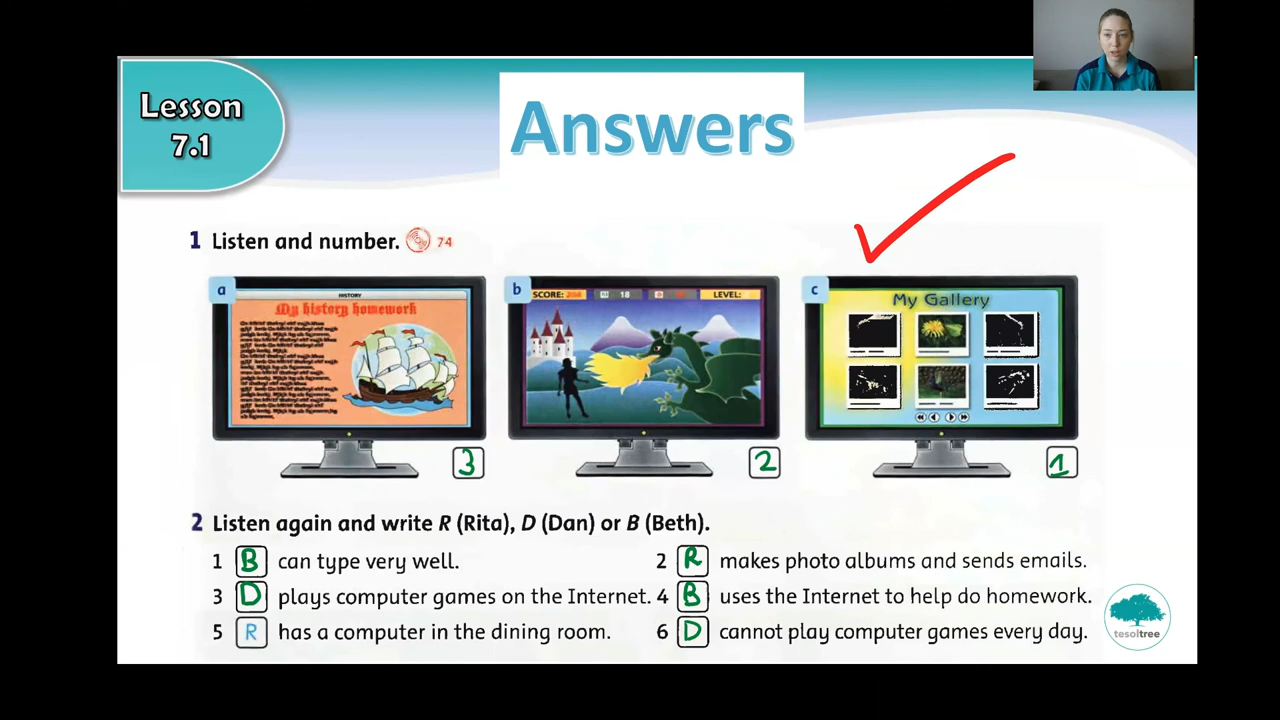 Lesson
7.1
Answers
1 Listen and number. 74
a
HISTORY
My history homework
b
SCORE:
18
LEVEL:
c
My Gallery
3
2
1
2 Listen again and write R (Rita), D (Dan) or B (Beth).
1 B can type very well.
2 R makes photo albums and sends emails.
3 D plays computer games on the Internet.
4 B uses the Internet to help do homework.
5 R has a computer in the dining room.
6 D cannot play computer games every day.
tesoltree